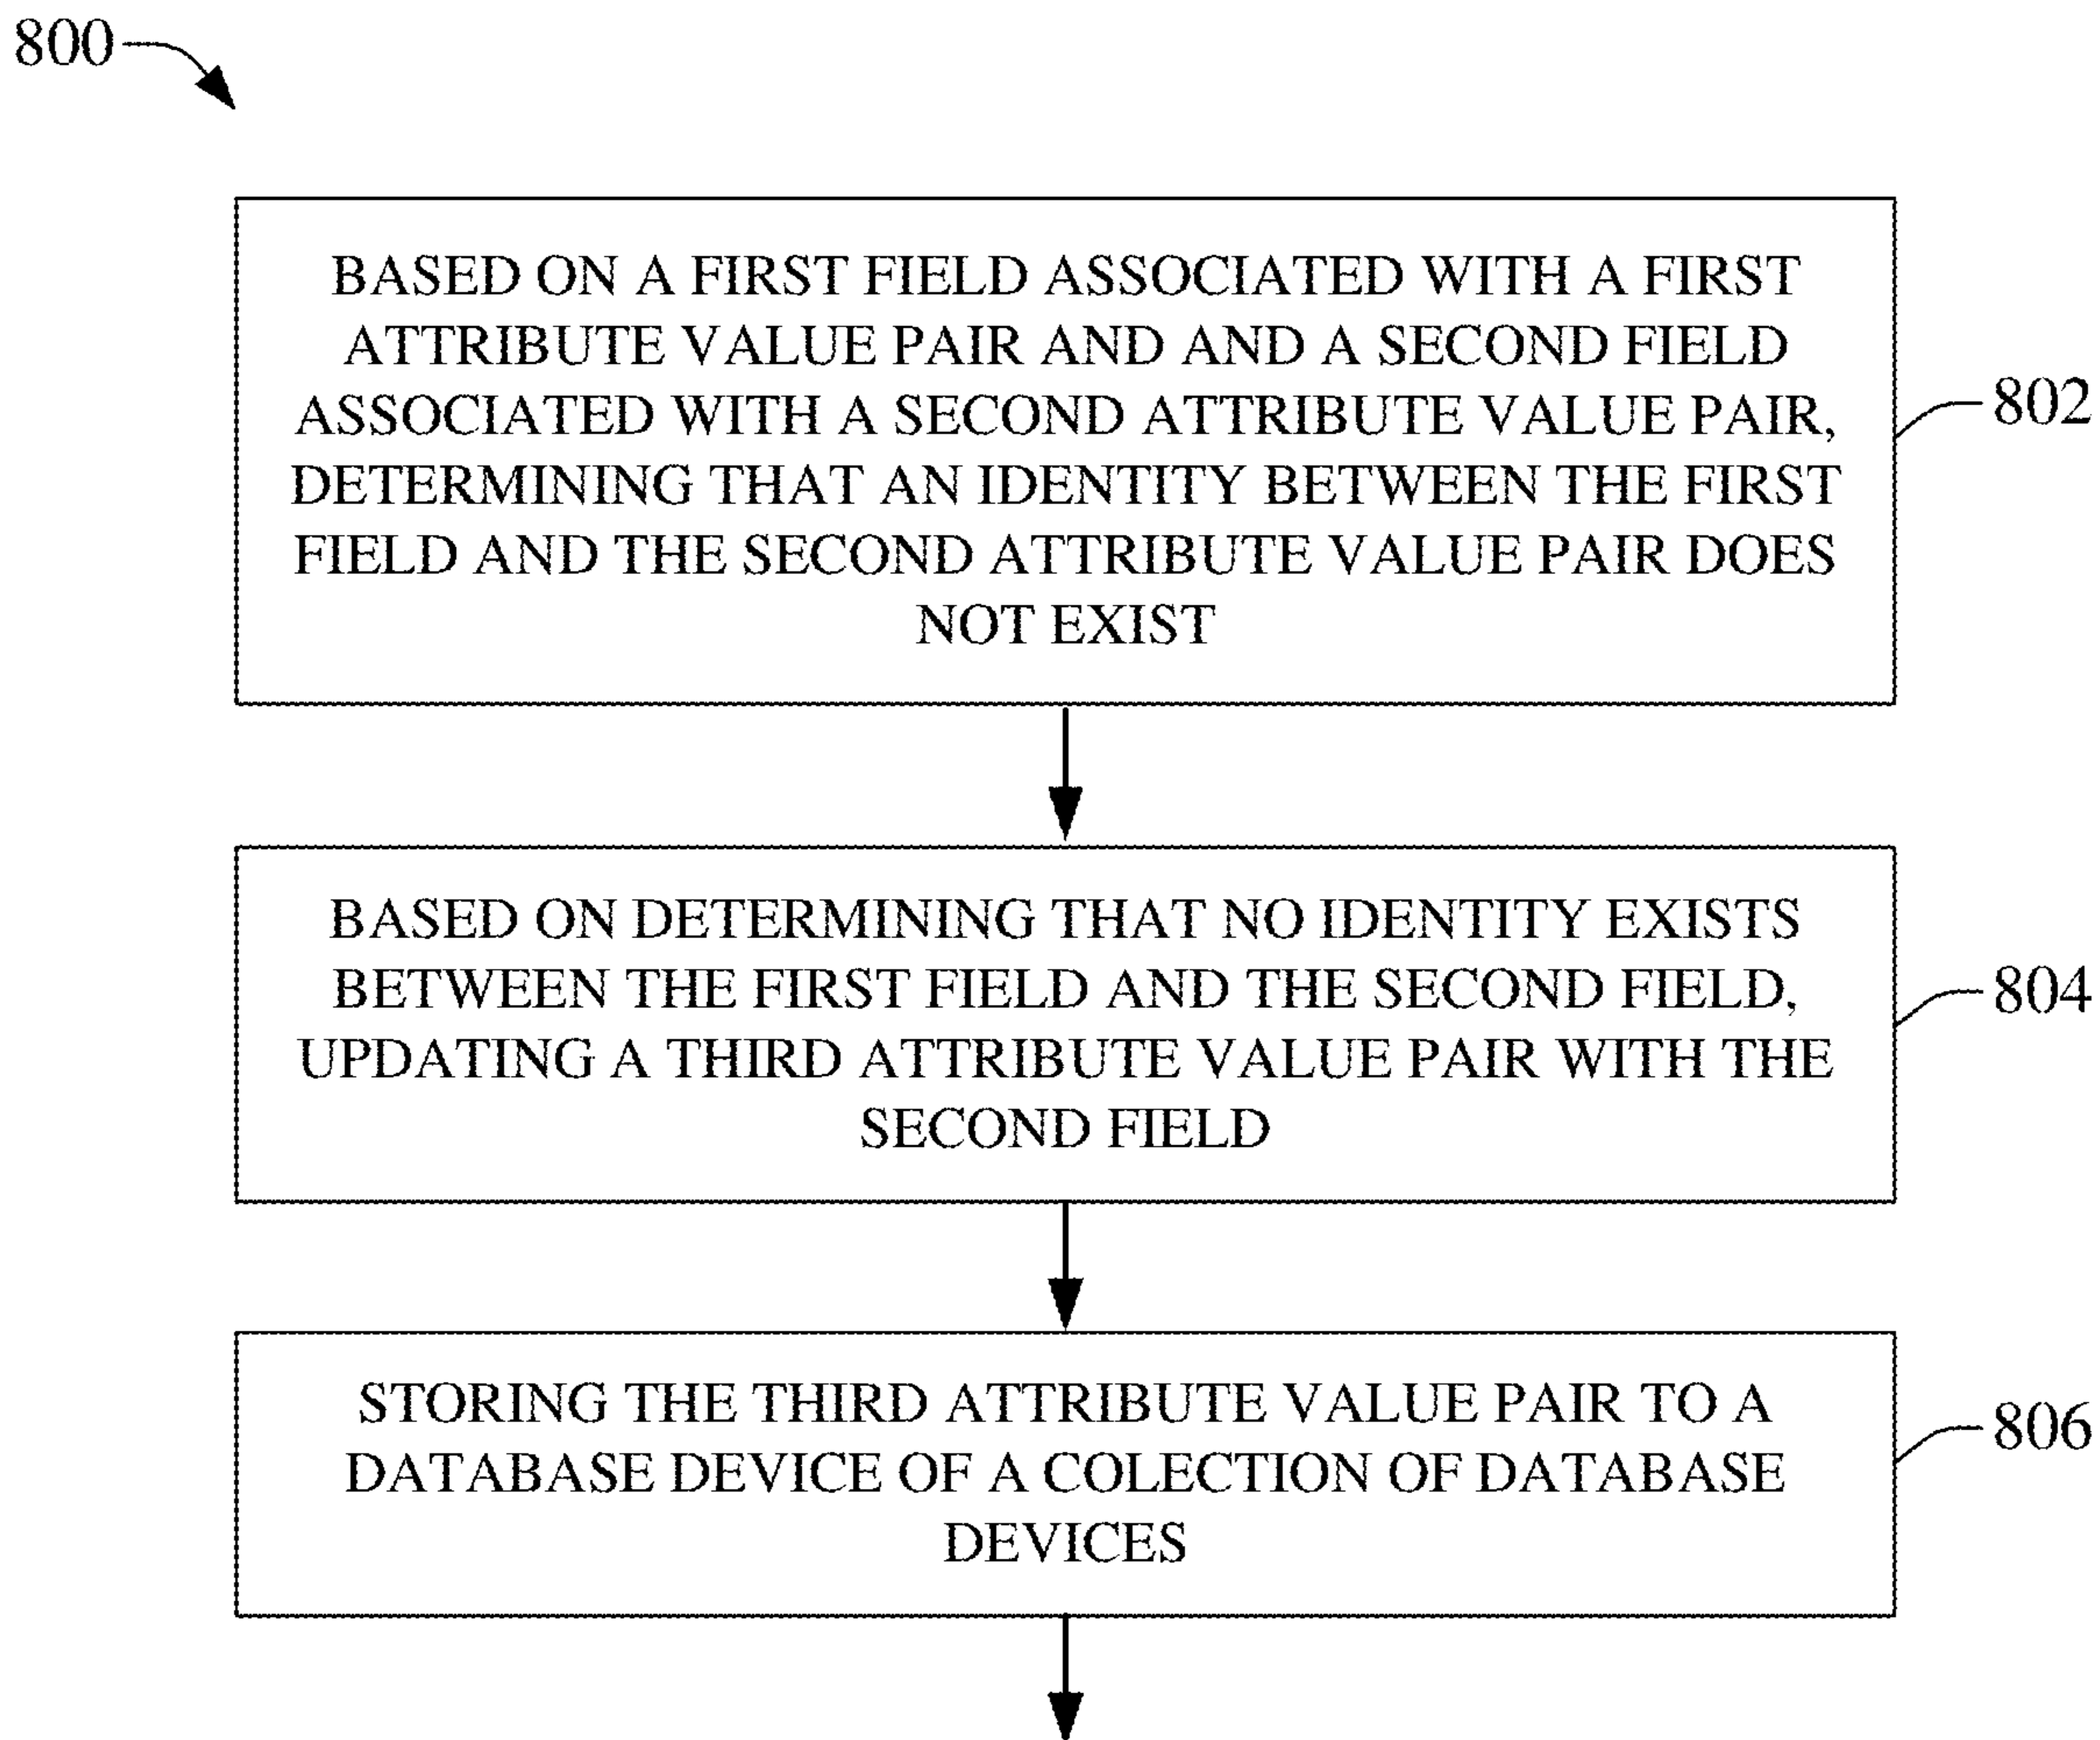 800
BASED ON A FIRST FIELD ASSOCIATED WITH A FIRST
ATTRIBUTE VALUE PAIR AND AND A SECOND FIELD
ASSOCIATED WITH A SECOND ATTRIBUTE VALUE PAIR,
DETERMINING THAT AN IDENTITY BETWEEN THE FIRST
FIELD AND THE SECOND ATTRIBUTE VALUE PAIR DOES
NOT EXIST
802
BASED ON DETERMINING THAT NO IDENTITY EXISTS
BETWEEN THE FIRST FIELD AND THE SECOND FIELD,
UPDATING A THIRD ATTRIBUTE VALUE PAIR WITH THE
SECOND FIELD
804
STORING THE THIRD ATTRIBUTE VALUE PAIR TO A
DATABASE DEVICE OF A COLECTION OF DATABASE
DEVICES
806